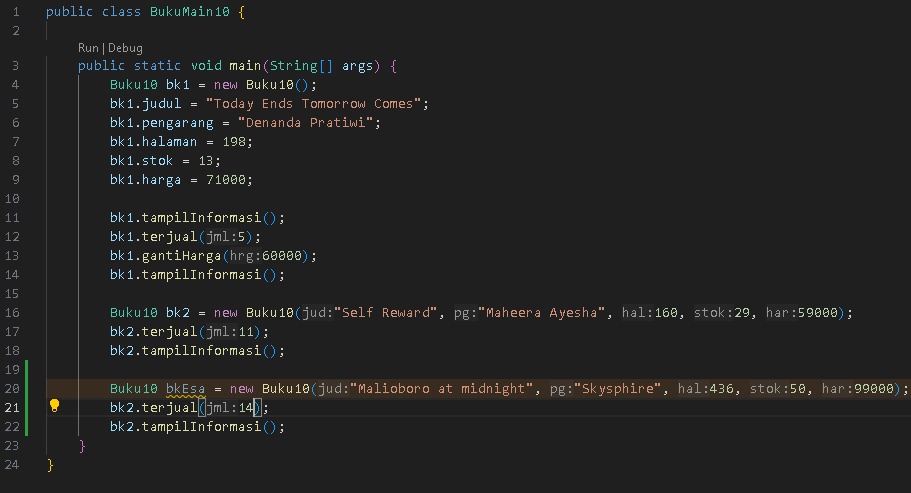 1 public class BukuMain10 {
2
Run | Debug
3 public static void main(String[] args) {
4 Buku10 bk1 = new Buku10();
5 bk1.judul = "Today Ends Tomorrow Comes";
6 bk1.pengarang = "Denanda Pratiwi";
7 bk1.halaman = 198;
8 bk1.stok = 13;
9 bk1.harga = 71000;
10
11 bk1.tampilInformasi();
12 bk1.terjual(jml:5);
13 bk1.gantiHarga(hrg:60000);
14 bk1.tampilInformasi();
15
16 Buku10 bk2 = new Buku10(jud:"Self Reward", pg:"Maheera Ayesha", hal:160, stok:29, har:59000);
17 bk2.terjual(jml:11);
18 bk2.tampilInformasi();
19
20 Buku10 bkEsa = new Buku10(jud:"Malioboro at midnight", pg:"Skysphire", hal:436, stok:50, har:99000);
21 bk2.terjual(jml:14);
22 bk2.tampilInformasi();
23 }
24 }